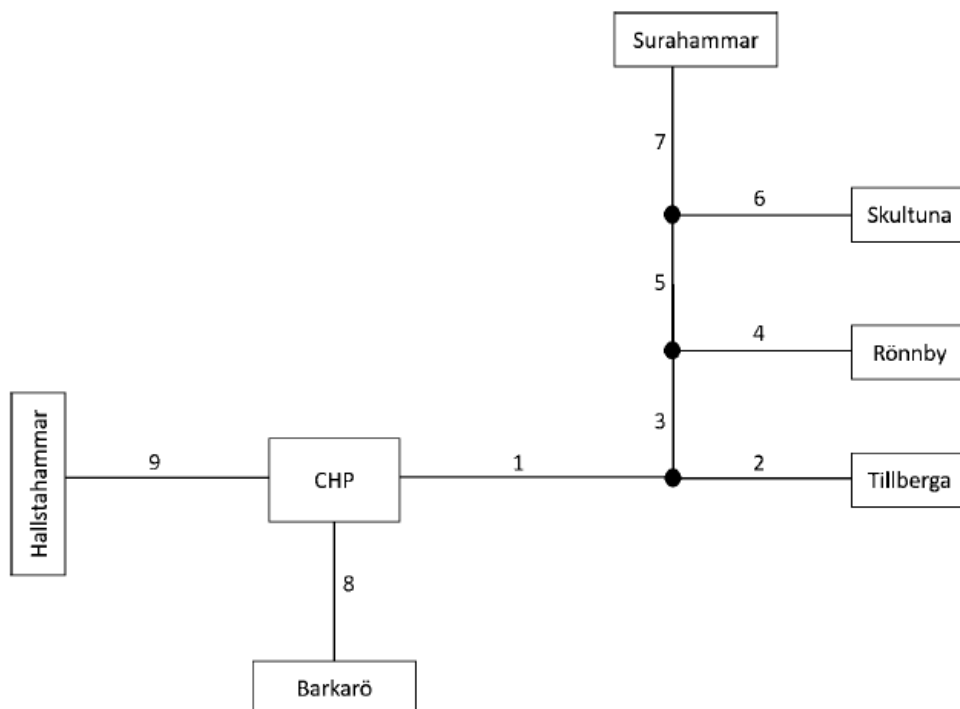 Surahammar
7
6
Skultuna
5
4
Rönnby
3
Hallstahammar
9
CHP
1
2
Tillberga
8
Barkarö